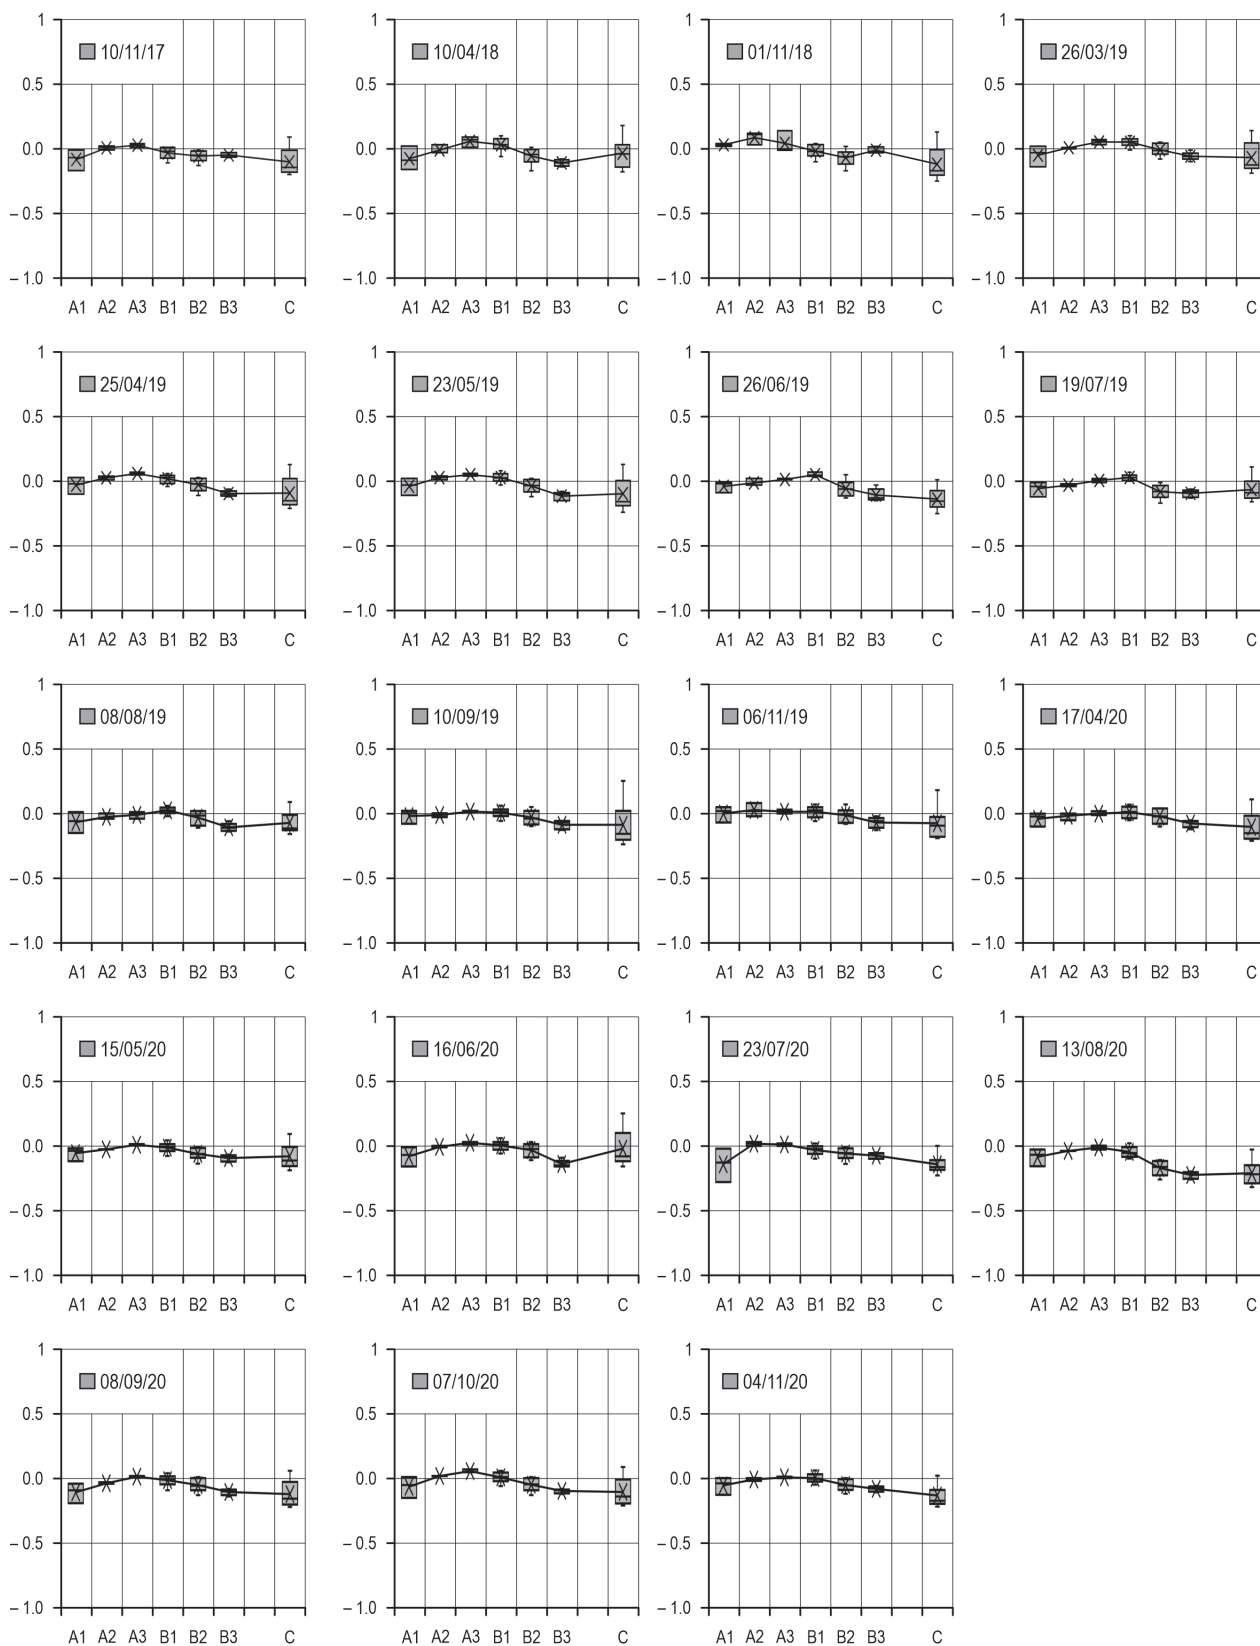 1 1 1 1
10/11/17 10/04/18 01/11/18 26/03/19
0.5 0.5 0.5 0.5
0.0 0.0 0.0 0.0
– 0.5 – 0.5 – 0.5 – 0.5
– 1.0 – 1.0 – 1.0 – 1.0
A1 A2 A3 B1 B2 B3 C A1 A2 A3 B1 B2 B3 C A1 A2 A3 B1 B2 B3 C A1 A2 A3 B1 B2 B3 C
1 1 1 1
25/04/19 23/05/19 26/06/19 19/07/19
0.5 0.5 0.5 0.5
0.0 0.0 0.0 0.0
– 0.5 – 0.5 – 0.5 – 0.5
– 1.0 – 1.0 – 1.0 – 1.0
A1 A2 A3 B1 B2 B3 C A1 A2 A3 B1 B2 B3 C A1 A2 A3 B1 B2 B3 C A1 A2 A3 B1 B2 B3 C
1 1 1 1
08/08/19 10/09/19 06/11/19 17/04/20
0.5 0.5 0.5 0.5
0.0 0.0 0.0 0.0
– 0.5 – 0.5 – 0.5 – 0.5
– 1.0 – 1.0 – 1.0 – 1.0
A1 A2 A3 B1 B2 B3 C A1 A2 A3 B1 B2 B3 C A1 A2 A3 B1 B2 B3 C A1 A2 A3 B1 B2 B3 C
1 1 1 1
15/05/20 16/06/20 23/07/20 13/08/20
0.5 0.5 0.5 0.5
0.0 0.0 0.0 0.0
– 0.5 – 0.5 – 0.5 – 0.5
– 1.0 – 1.0 – 1.0 – 1.0
A1 A2 A3 B1 B2 B3 C A1 A2 A3 B1 B2 B3 C A1 A2 A3 B1 B2 B3 C A1 A2 A3 B1 B2 B3 C
1 1 1
08/09/20 07/10/20 04/11/20
0.5 0.5 0.5
0.0 0.0 0.0
– 0.5 – 0.5 – 0.5
– 1.0 – 1.0 – 1.0
A1 A2 A3 B1 B2 B3 C A1 A2 A3 B1 B2 B3 C A1 A2 A3 B1 B2 B3 C